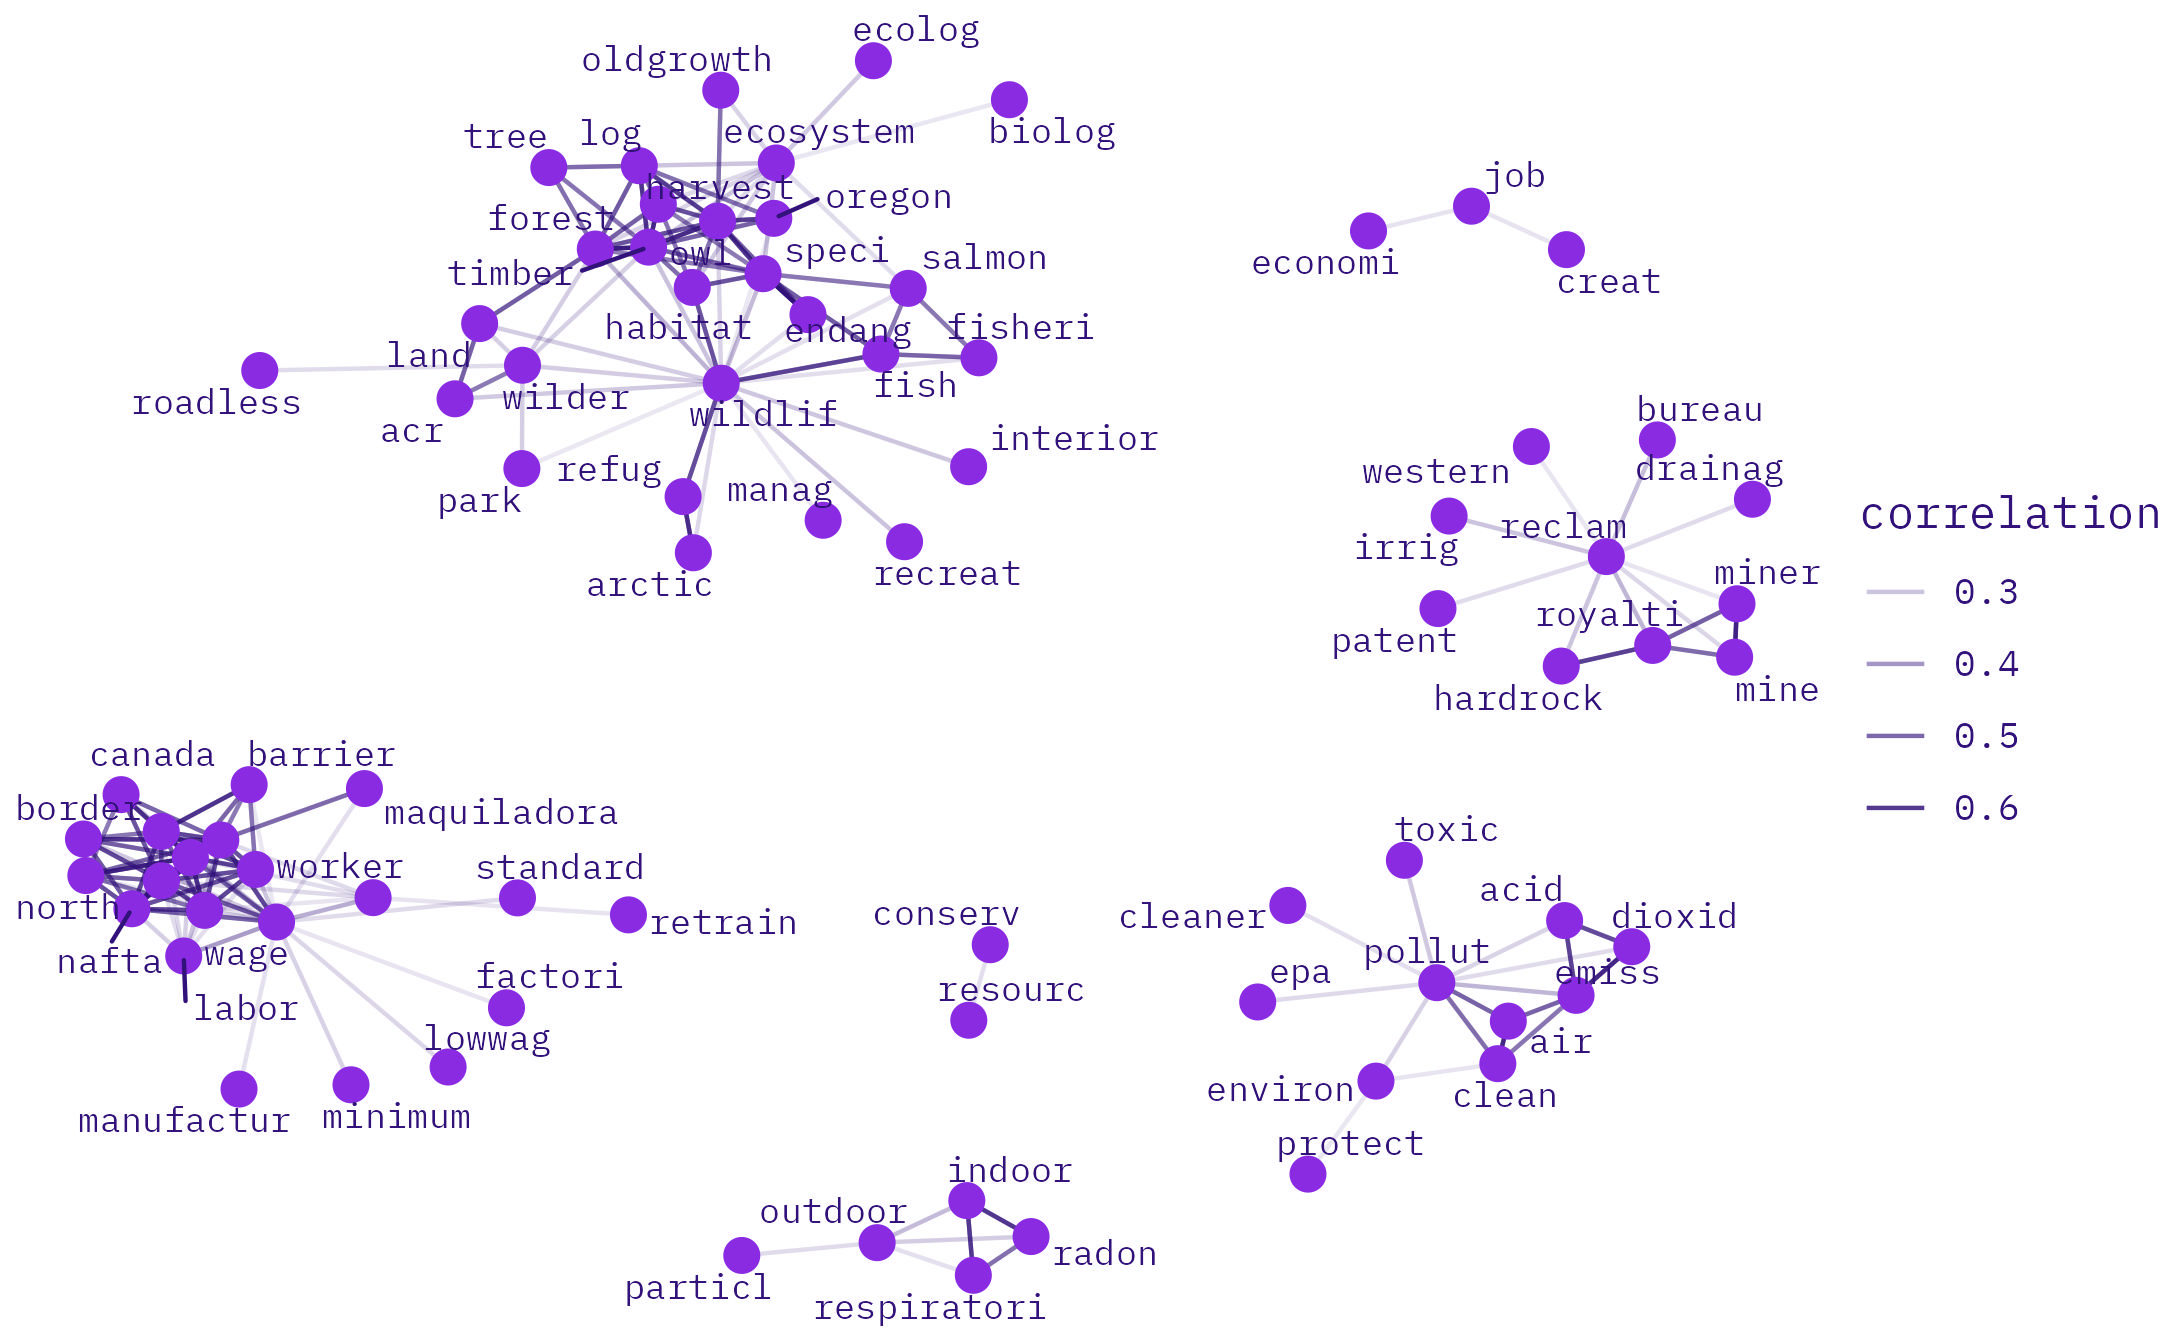 ecolog
oldgrowth
biolog
ecosystem
tree
log
harvest
oregon
forest
owl
speci
salmon
timber
habitat
endang
fisheri
land
wilder
fish
roadless
acr
wildlif
interior
park
refug
manag
arctic
recreat
job
economi
creat
bureau
western
drainag
reclam
irrig
miner
patent
royalti
hardrock
mine
correlation
0.3
0.4
0.5
0.6
canada
barrier
border
maquiladora
worker
standard
north
retrain
nafta
wage
labor
factori
lowwag
manufactur
minimum
conserv
resourc
toxic
acid
cleaner
dioxid
pollut
epa
emiss
air
environ
clean
protect
indoor
outdoor
radon
particl
respiratori